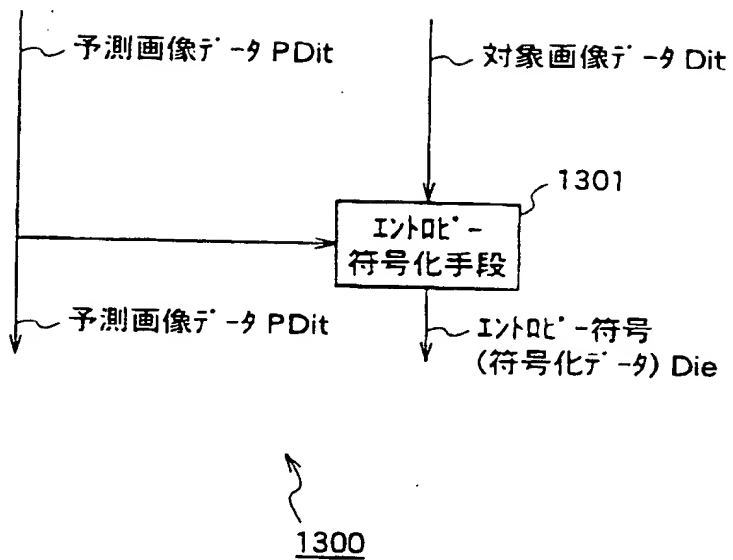 予測画像ﾃﾞｰﾀ PDit
対象画像ﾃﾞｰﾀ Dit
1301
ｴﾝﾄﾛﾋﾟｰ
符号化手段
予測画像ﾃﾞｰﾀ PDit
ｴﾝﾄﾛﾋﾟｰ符号
(符号化ﾃﾞｰﾀ) Die
1300